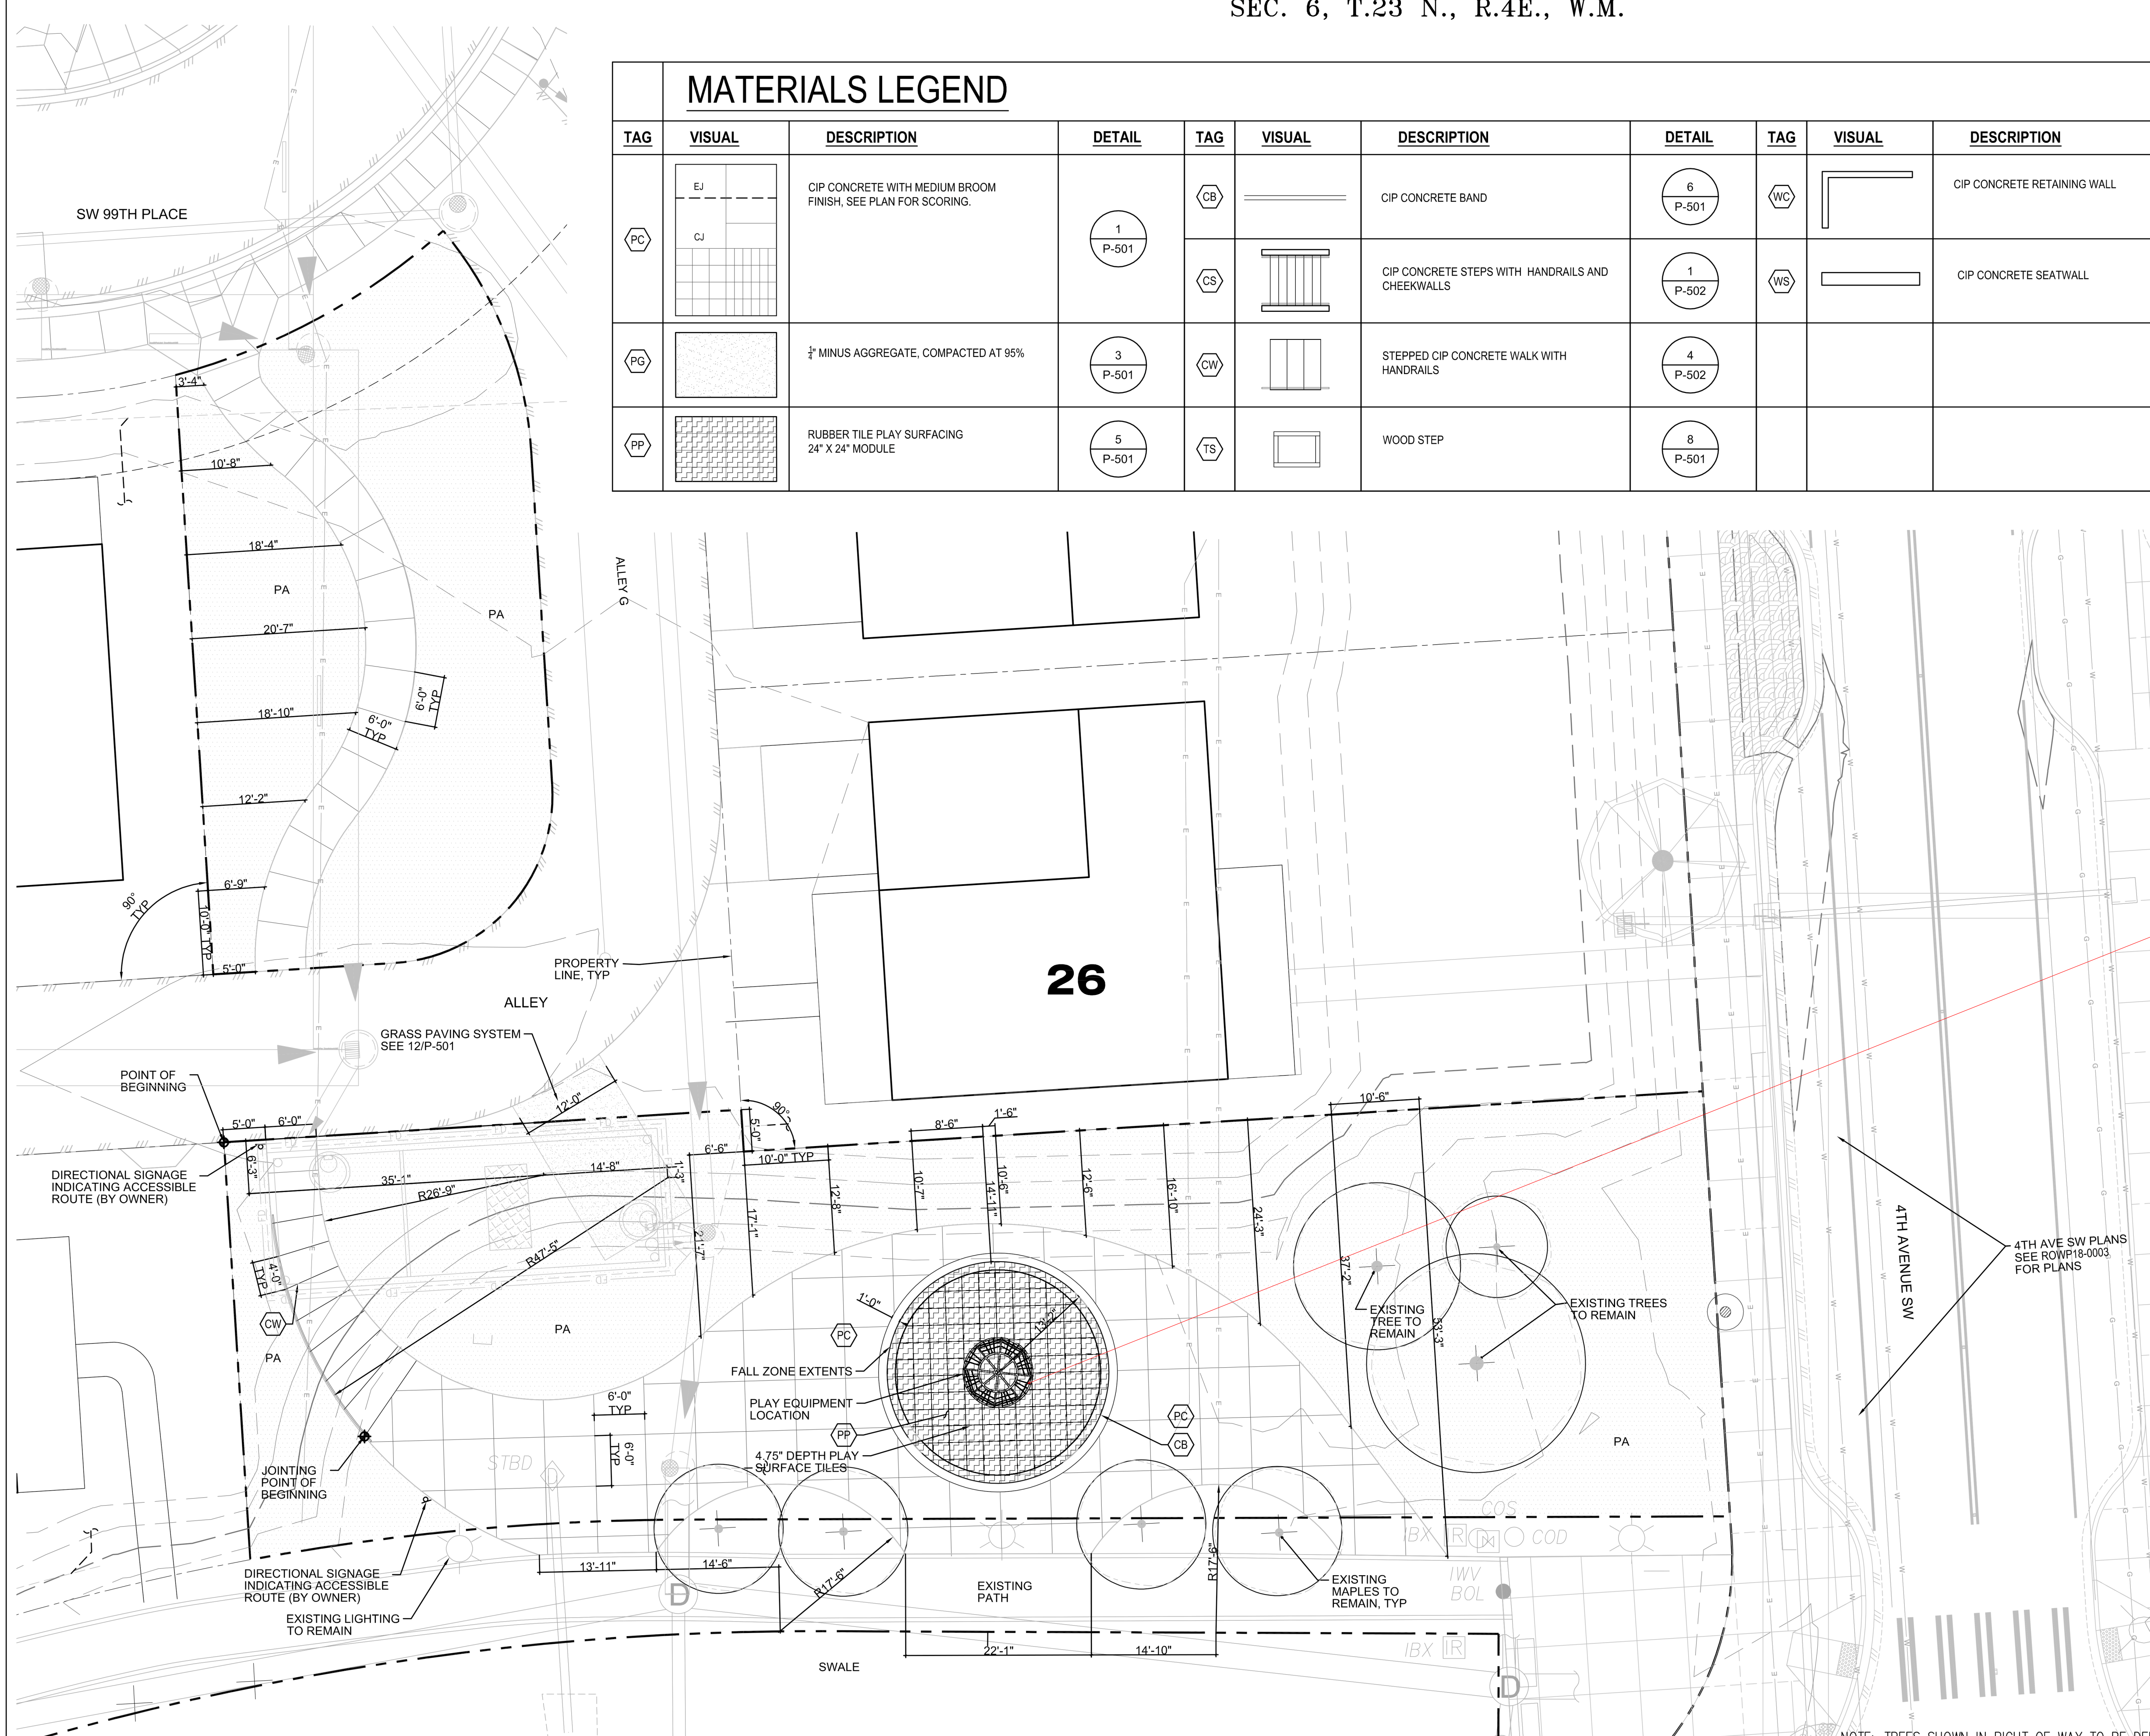 SEC. 6, T.23 N., R.4E., W.M.
MATERIALS LEGEND
TAG
VISUAL
DESCRIPTION
DETAIL
TAG
VISUAL
DESCRIPTION
DETAIL
TAG
VISUAL
DESCRIPTION
PC
EJ
CJ
CIP CONCRETE WITH MEDIUM BROOM
FINISH, SEE PLAN FOR SCORING.
1
P-501
CB
CIP CONCRETE BAND
6
P-501
WC
CIP CONCRETE RETAINING WALL
CS
CIP CONCRETE STEPS WITH HANDRAILS AND
CHEEKWALLS
1
P-502
WS
CIP CONCRETE SEATWALL
PG
1/4" MINUS AGGREGATE, COMPACTED AT 95%
3
P-501
CW
STEPPED CIP CONCRETE WALK WITH
HANDRAILS
4
P-502
PP
RUBBER TILE PLAY SURFACING
24" X 24" MODULE
5
P-501
TS
WOOD STEP
8
P-501
SW 99TH PLACE
3'-4"
10'-8"
18'-4"
PA
PA
20'-7"
18'-10"
6'-0"
TYP
6'-0"
TYP
12'-2"
6'-9"
90°
TYP
10'-0" TYP
5'-0"
ALLEY G
PROPERTY
LINE, TYP
ALLEY
26
GRASS PAVING SYSTEM
SEE 12/P-501
POINT OF
BEGINNING
12'-0"
5'-0"
6'-0"
6'-3"
DIRECTIONAL SIGNAGE
INDICATING ACCESSIBLE
ROUTE (BY OWNER)
35'-1"
14'-8"
1'-3"
R26'-9"
R47'-5"
4'-0"
TYP
CW
PA
PA
6'-6"
5'-0"
90°
10'-0" TYP
21'-7"
17'-1"
12'-8"
8'-6"
1'-6"
10'-7"
14'-11"
10'-6"
12'-6"
16'-10"
24'-3"
10'-6"
37'-2"
53'-3"
1'-0"
13'-2"
PC
FALL ZONE EXTENTS
PLAY EQUIPMENT
LOCATION
PP
4.75" DEPTH PLAY
SURFACE TILES
PC
CB
EXISTING
TREE TO
REMAIN
EXISTING TREES
TO REMAIN
PA
4TH AVENUE SW
4TH AVE SW PLANS
SEE ROWP18-0003
FOR PLANS
6'-0"
TYP
6'-0"
TYP
STBD
D
JOINTING
POINT OF
BEGINNING
DIRECTIONAL SIGNAGE
INDICATING ACCESSIBLE
ROUTE (BY OWNER)
EXISTING LIGHTING
TO REMAIN
13'-11"
14'-6"
R17'-6"
R17'-6"
EXISTING
PATH
EXISTING
MAPLES TO
REMAIN, TYP
COS
IBX
IR
COD
IWV
BOL
IBX
IR
D
D
22'-1"
14'-10"
SWALE